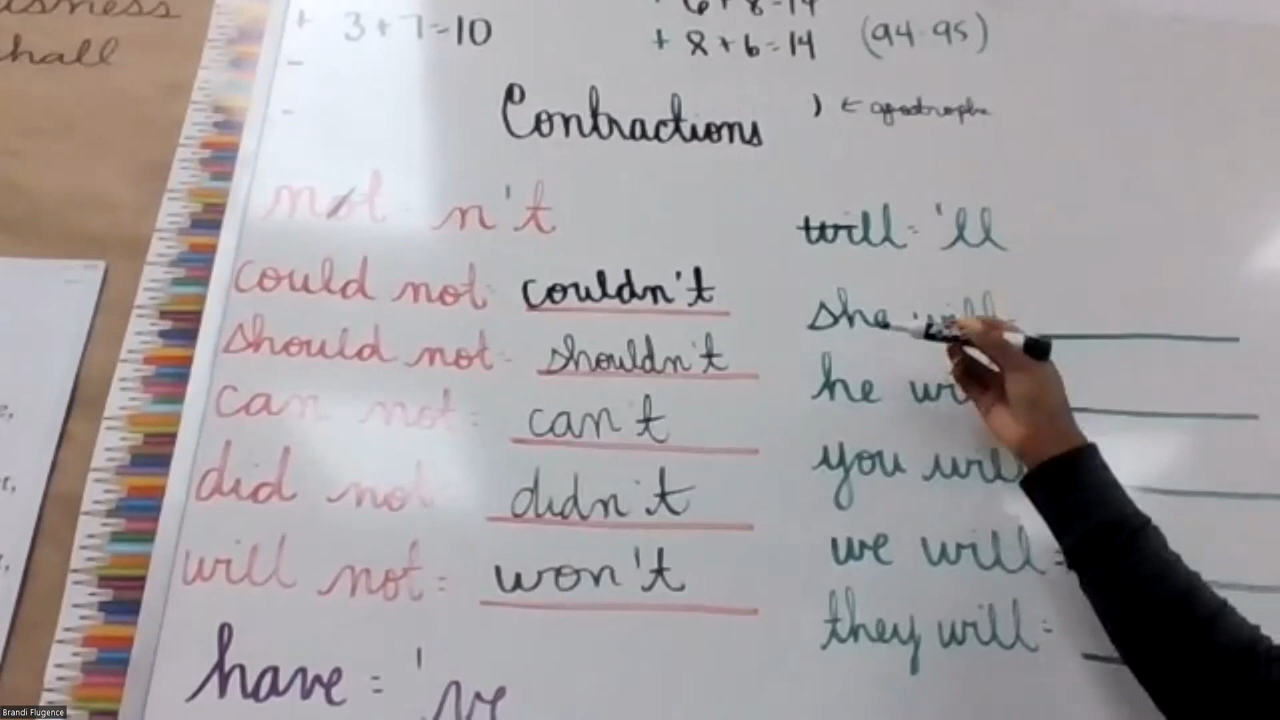 hall
+ 3+7=10
+ 8+6=14 (94-95)
Contractions
not n't
could not couldn't
should not- shouldn't
can not: can't
did not didn't
will not: won't
have = 've
will= 'll
she will
he
you will
we will=
they will=
Brandi Flugence